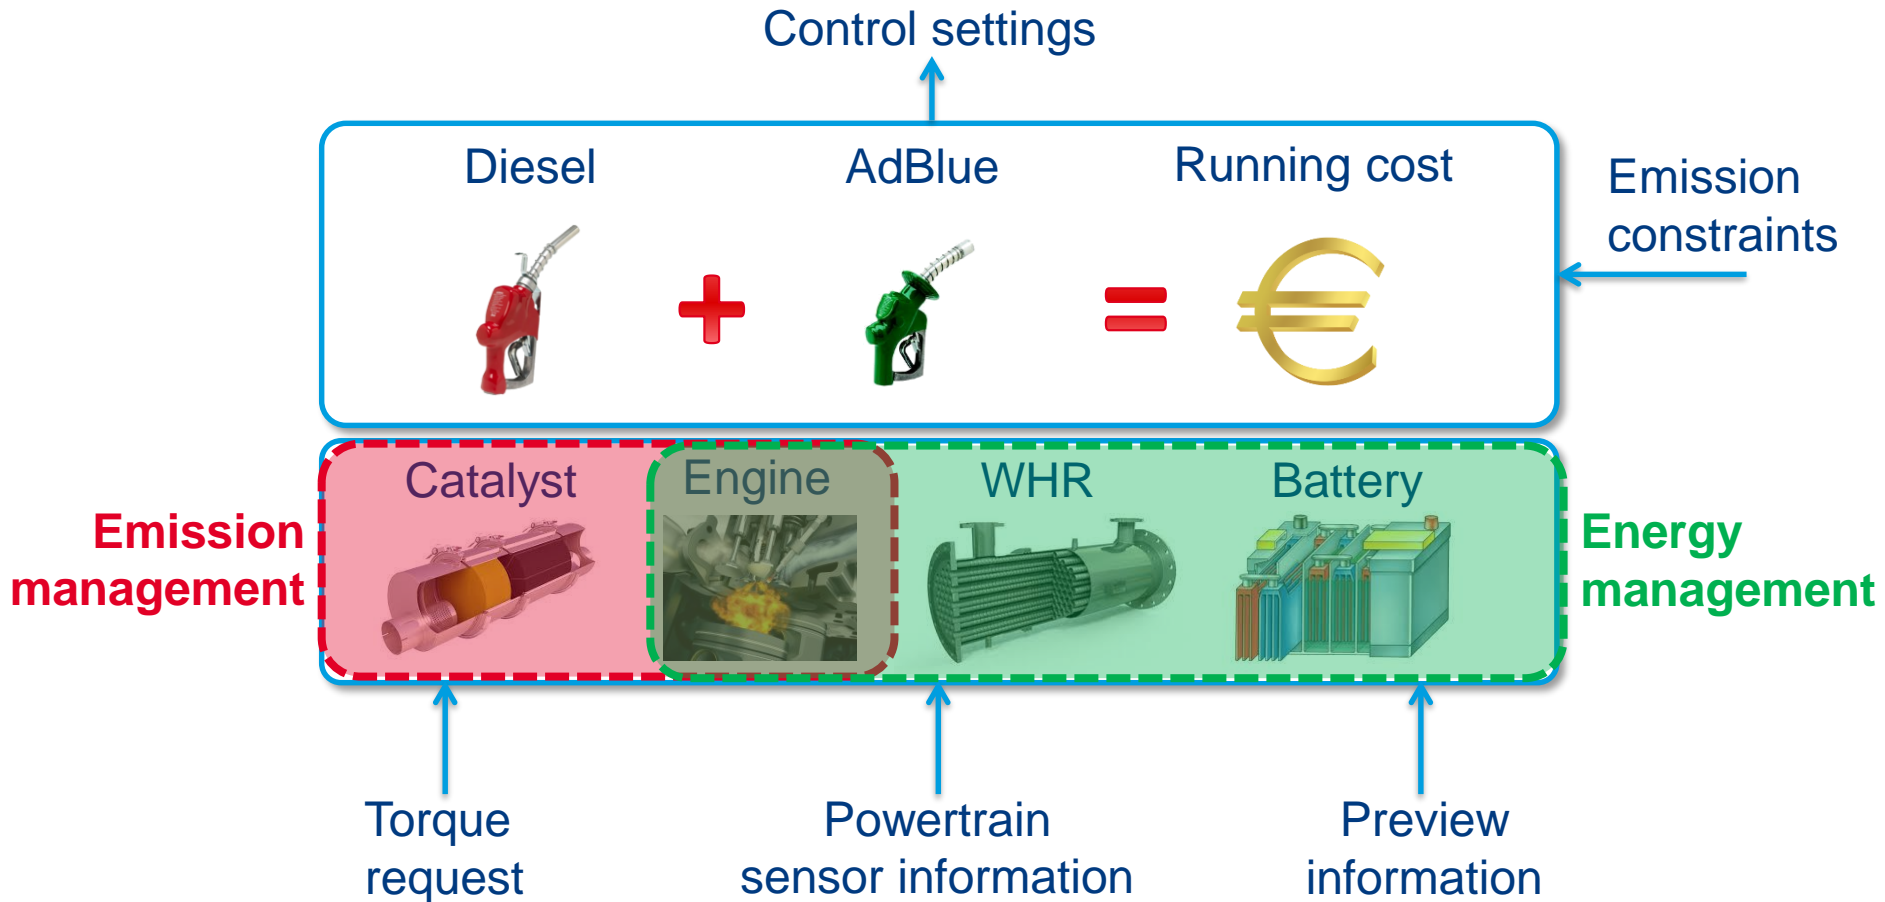 Control settings
Diesel
AdBlue
Running cost
Emission
constraints
+
=
€
Catalyst
Engine
WHR
Battery
Emission
management
Energy
management
Torque
request
Powertrain
sensor information
Preview
information